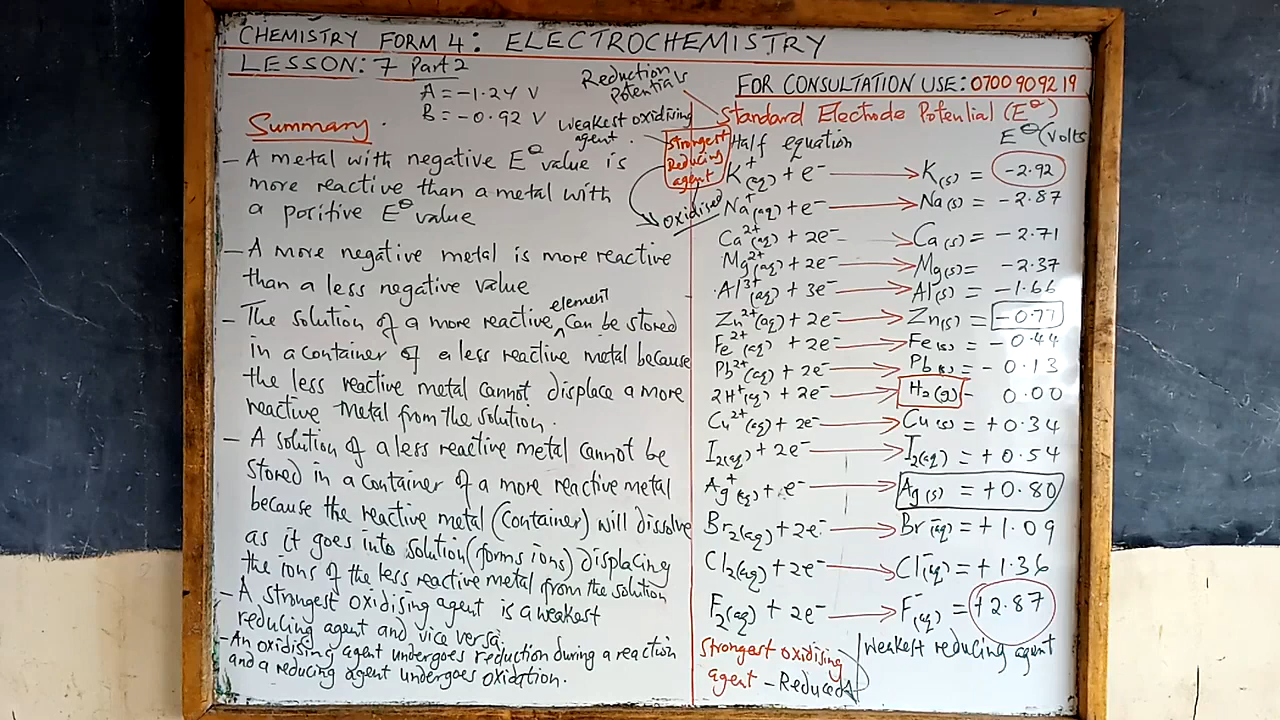 CHEMISTRY FORM 4: ELECTROCHEMISTRY
LESSON: 7 Part 2
FOR CONSULTATION USE: 0700909219
A = -1.24 V
B = -0.92 V
Summary.
- A metal with negative E⁰ value is
more reactive than a metal with
a positive E⁰ value
- A more negative metal is more reactive
than a less negative value
- The solution of a more reactive element can be stored
in a container of a less reactive metal because
the less reactive metal cannot displace a more
reactive metal from the solution.
- A solution of a less reactive metal cannot be
stored in a container of a more reactive metal
because the reactive metal (container) will dissolve
as it goes into solution (forms ions) displacing
the ions of the less reactive metal from the solution
- A strongest oxidising agent is a weakest
reducing agent and vice versa.
- An oxidising agent undergoes reduction during a reaction
and a reducing agent undergoes oxidation.
Reduction
Potentials
Weakest oxidising
agent.
Strongest
Reducing
agent
Oxidised
Standard Electrode Potential (E⁰)
Half equation E⁰ (volts
K⁺(aq) + e⁻ → K(s) = -2.92
Na⁺(aq) + e⁻ → Na(s) = -2.87
Ca²⁺(aq) + 2e⁻ → Ca(s) = -2.71
Mg²⁺(aq) + 2e⁻ → Mg(s) = -2.37
Al³⁺(aq) + 3e⁻ → Al(s) = -1.66
Zn²⁺(aq) + 2e⁻ → Zn(s) = -0.77
Fe²⁺(aq) + 2e⁻ → Fe(s) = -0.44
Pb²⁺(aq) + 2e⁻ → Pb(s) = -0.13
2H⁺(aq) + 2e⁻ → H₂(g) - 0.00
Cu²⁺(aq) + 2e⁻ → Cu(s) = +0.34
I₂(aq) + 2e⁻ → I₂(aq) = +0.54
Ag⁺(aq) + e⁻ → Ag(s) = +0.80
Br₂(aq) + 2e⁻ → Br⁻(aq) = +1.09
Cl₂(aq) + 2e⁻ → Cl⁻(aq) = +1.36
F₂(aq) + 2e⁻ → F⁻(aq) = +2.87
Strongest oxidising
agent - Reduced
Weakest reducing agent